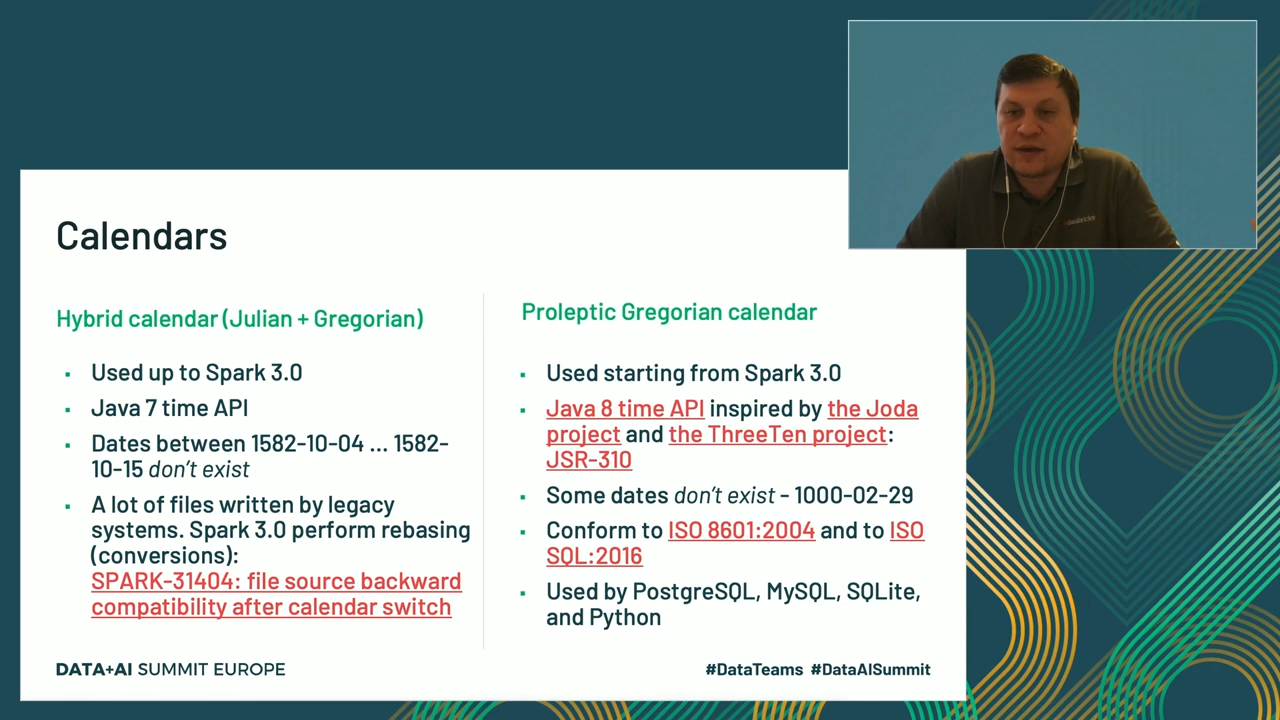 Calendars
Hybrid calendar (Julian + Gregorian)
Used up to Spark 3.0
Java 7 time API
Dates between 1582-10-04 ... 1582-
10-15 don't exist
A lot of files written by legacy
systems. Spark 3.0 perform rebasing
(conversions):
SPARK-31404: file source backward
compatibility after calendar switch
Proleptic Gregorian calendar
Used starting from Spark 3.0
Java 8 time API inspired by the Joda
project and the ThreeTen project:
JSR-310
Some dates don't exist - 1000-02-29
Conform to ISO 8601:2004 and to ISO
SQL:2016
Used by PostgreSQL, MySQL, SQLite,
and Python
DATA+AI SUMMIT EUROPE
#DataTeams #DataAISummit
databricks